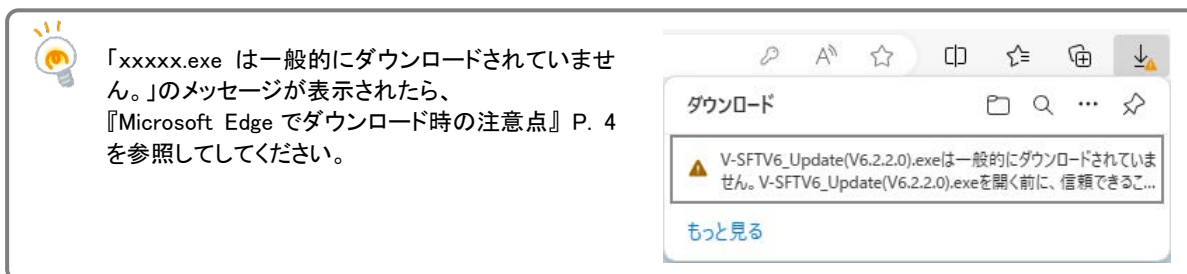 「xxxxx.exe は一般的にダウンロードされていませ
ん。」のメッセージが表示されたら、
『Microsoft Edge でダウンロード時の注意点』 P. 4
を参照してしてください。
ダウンロード
V-SFTV6_Update(V6.2.2.0).exeは一般的にダウンロードされていま
せん。V-SFTV6_Update(V6.2.2.0).exeを開く前に、信頼できるこ...
もっと見る